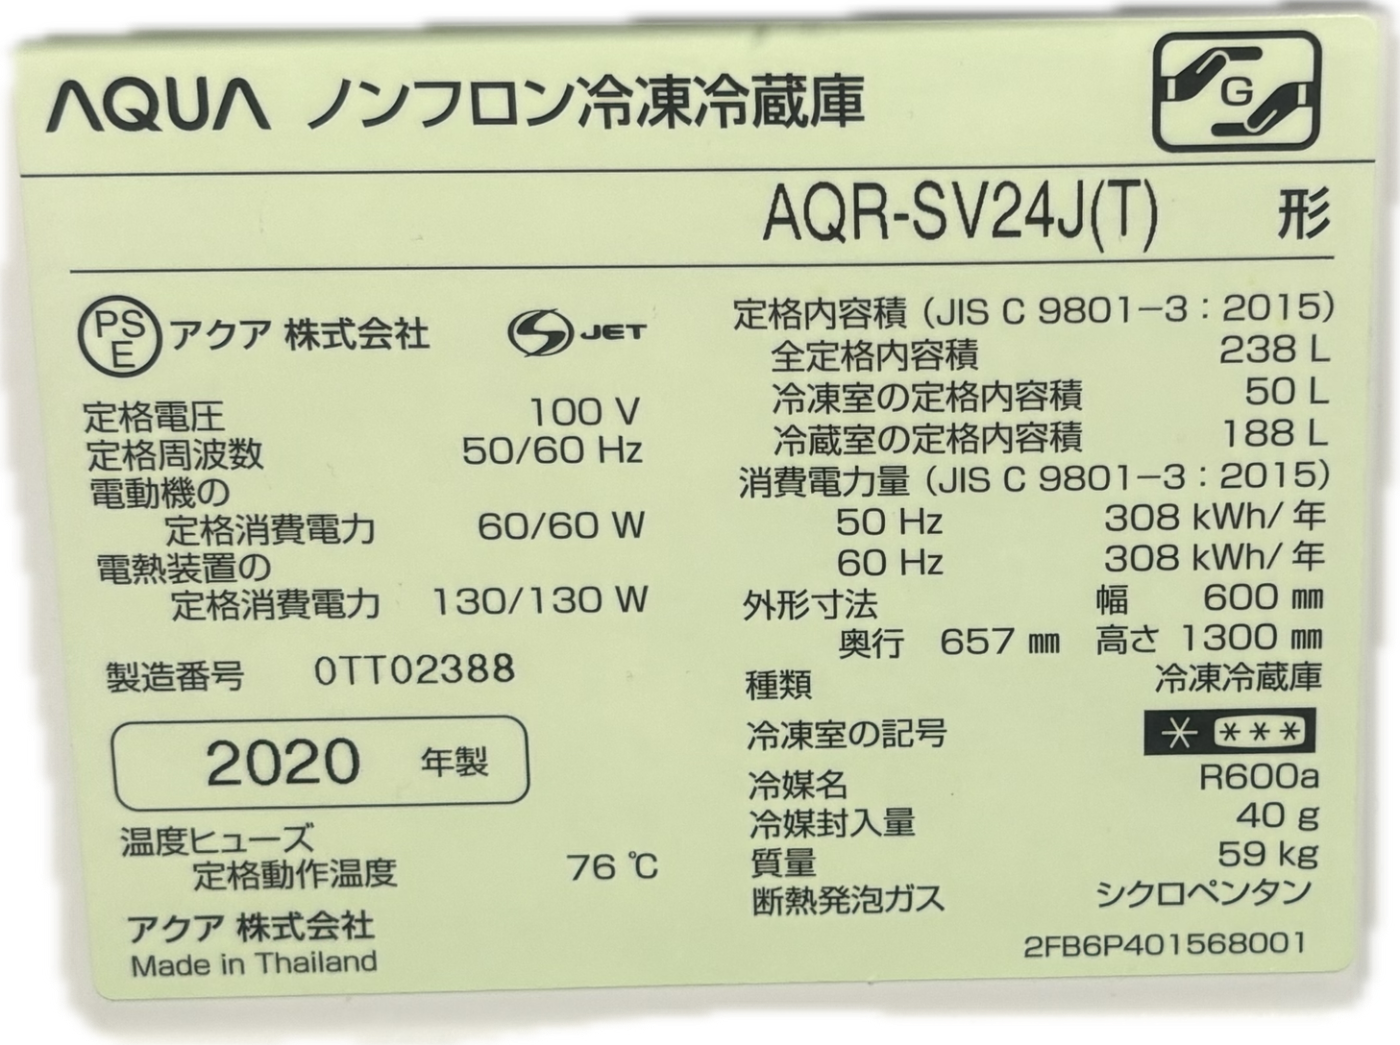 AQUA ノンフロン冷凍冷蔵庫
G
AQR-SV24J(T) 形
PS
E
アクア 株式会社
JET
定格電圧 100 V
定格周波数 50/60 Hz
電動機の
定格消費電力 60/60 W
電熱装置の
定格消費電力 130/130 W
製造番号 0TT02388
2020 年製
温度ヒューズ
定格動作温度 76 ℃
アクア 株式会社
Made in Thailand
定格内容積 (JIS C 9801−3：2015)
全定格内容積 238 L
冷凍室の定格内容積 50 L
冷蔵室の定格内容積 188 L
消費電力量 (JIS C 9801−3：2015)
50 Hz 308 kWh/年
60 Hz 308 kWh/年
外形寸法 幅 600 ㎜
奥行 657 ㎜ 高さ 1300 ㎜
種類 冷凍冷蔵庫
冷凍室の記号 * ***
冷媒名 R600a
冷媒封入量 40 g
質量 59 kg
断熱発泡ガス シクロペンタン
2FB6P401568001